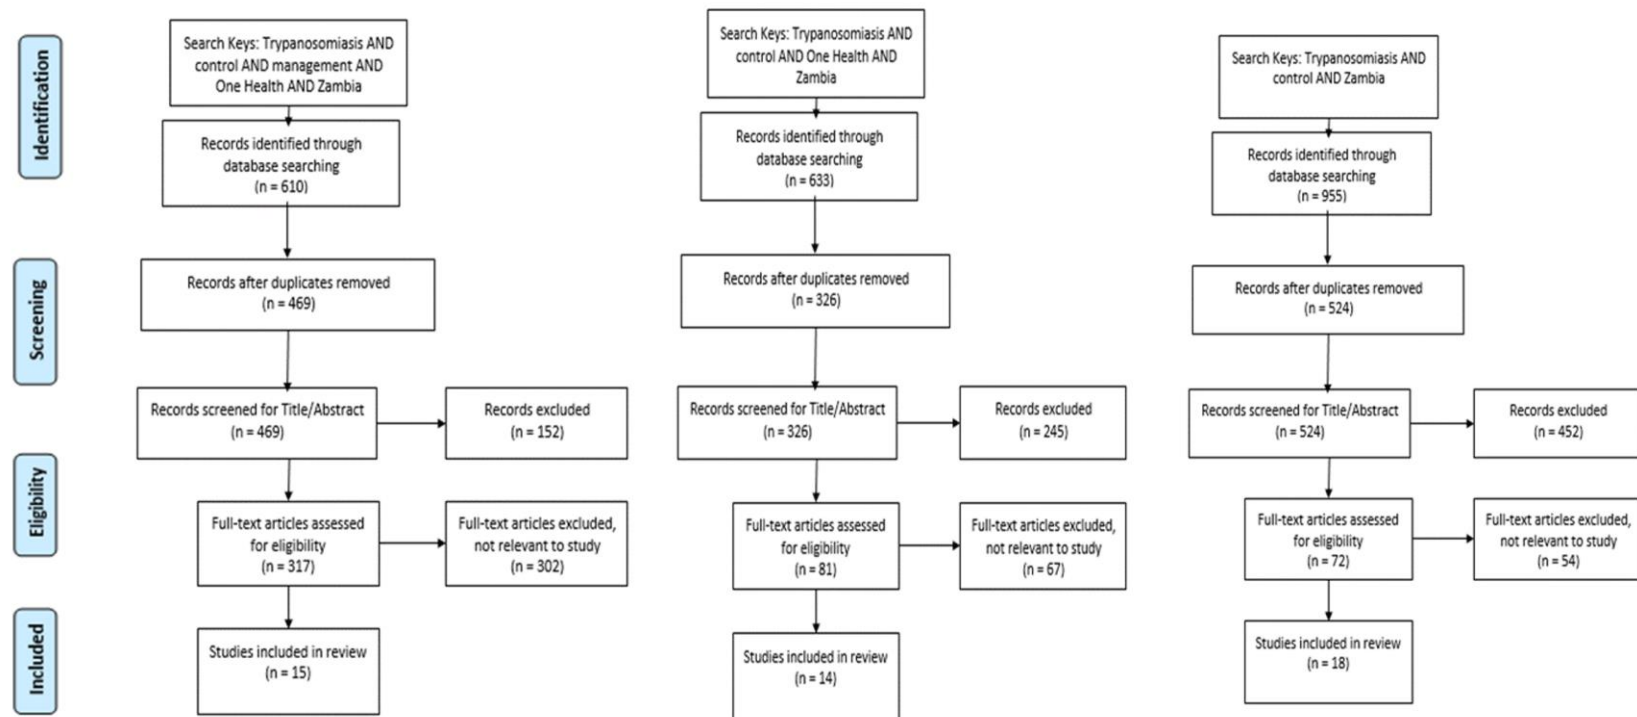 Identification
Screening
Eligibility
Included
Search Keys: Trypanosomiasis AND
control AND management AND
One Health AND Zambia
Records identified through
database searching
(n = 610)
Records after duplicates removed
(n = 469)
Records screened for Title/Abstract
(n = 469)
Records excluded
(n = 152)
Full-text articles assessed
for eligibility
(n = 317)
Full-text articles excluded,
not relevant to study
(n = 302)
Studies included in review
(n = 15)
Search Keys: Trypanosomiasis AND
control AND One Health AND
Zambia
Records identified through
database searching
(n = 633)
Records after duplicates removed
(n = 326)
Records screened for Title/Abstract
(n = 326)
Records excluded
(n = 245)
Full-text articles assessed
for eligibility
(n = 81)
Full-text articles excluded,
not relevant to study
(n = 67)
Studies included in review
(n = 14)
Search Keys: Trypanosomiasis AND
control AND Zambia
Records identified through
database searching
(n = 955)
Records after duplicates removed
(n = 524)
Records screened for Title/Abstract
(n = 524)
Records excluded
(n = 452)
Full-text articles assessed
for eligibility
(n = 72)
Full-text articles excluded,
not relevant to study
(n = 54)
Studies included in review
(n = 18)